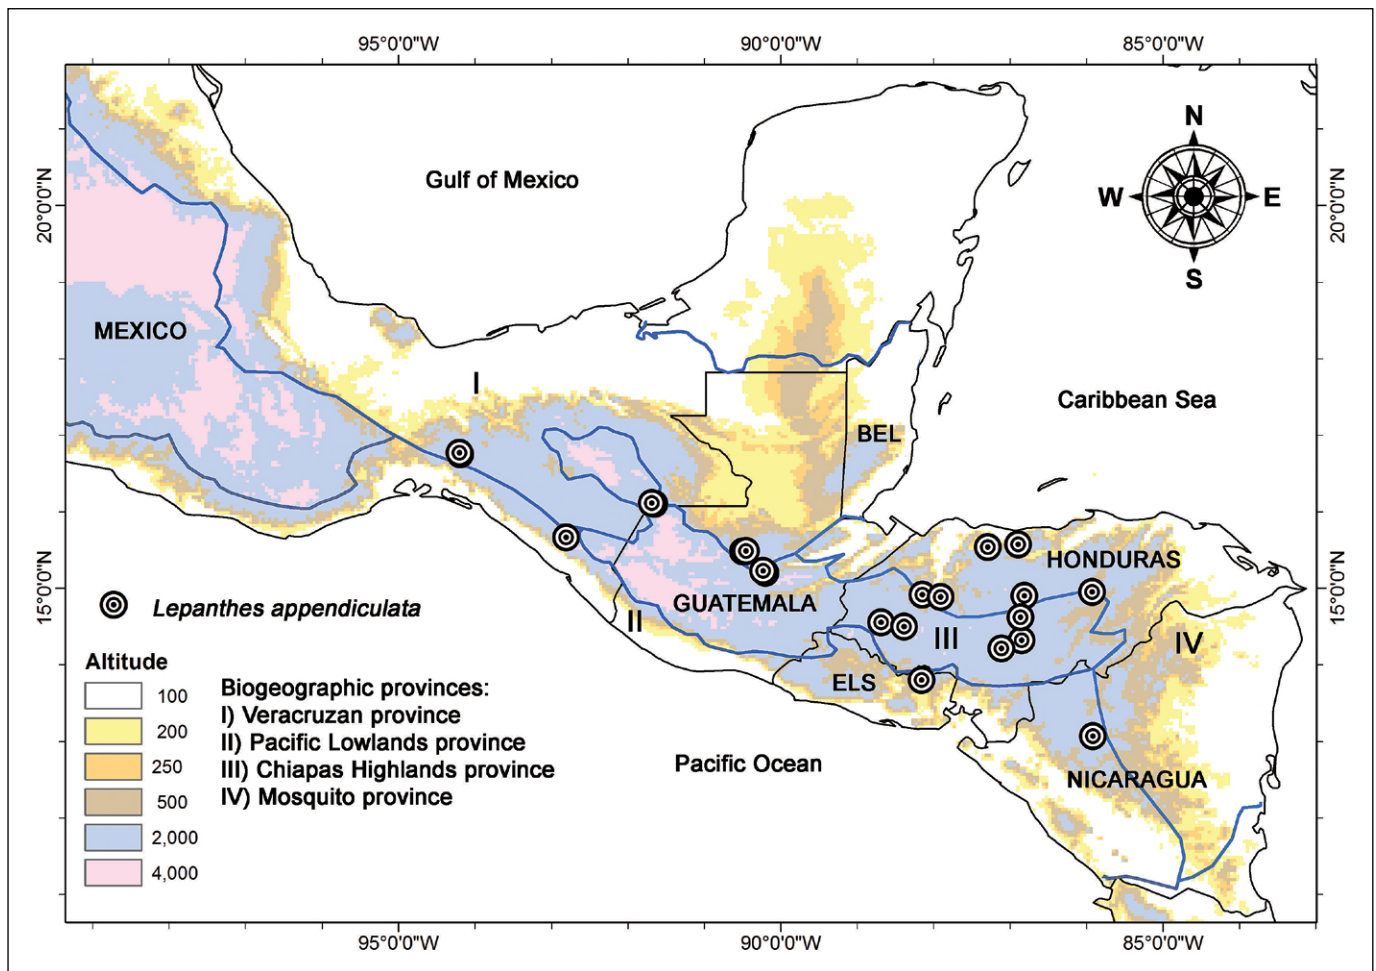 95°0'0"W
90°0'0"W
85°0'0"W
N
W
E
S
Gulf of Mexico
20°0'0"N
20°0'0"N
MEXICO
I
Caribbean Sea
BEL
HONDURAS
15°0'0"N
15°0'0"N
Lepanthes appendiculata
GUATEMALA
II
III
IV
ELS
Altitude
100
200
250
500
2,000
4,000
Biogeographic provinces:
I) Veracruzan province
II) Pacific Lowlands province
III) Chiapas Highlands province
IV) Mosquito province
Pacific Ocean
NICARAGUA
95°0'0"W
90°0'0"W
85°0'0"W